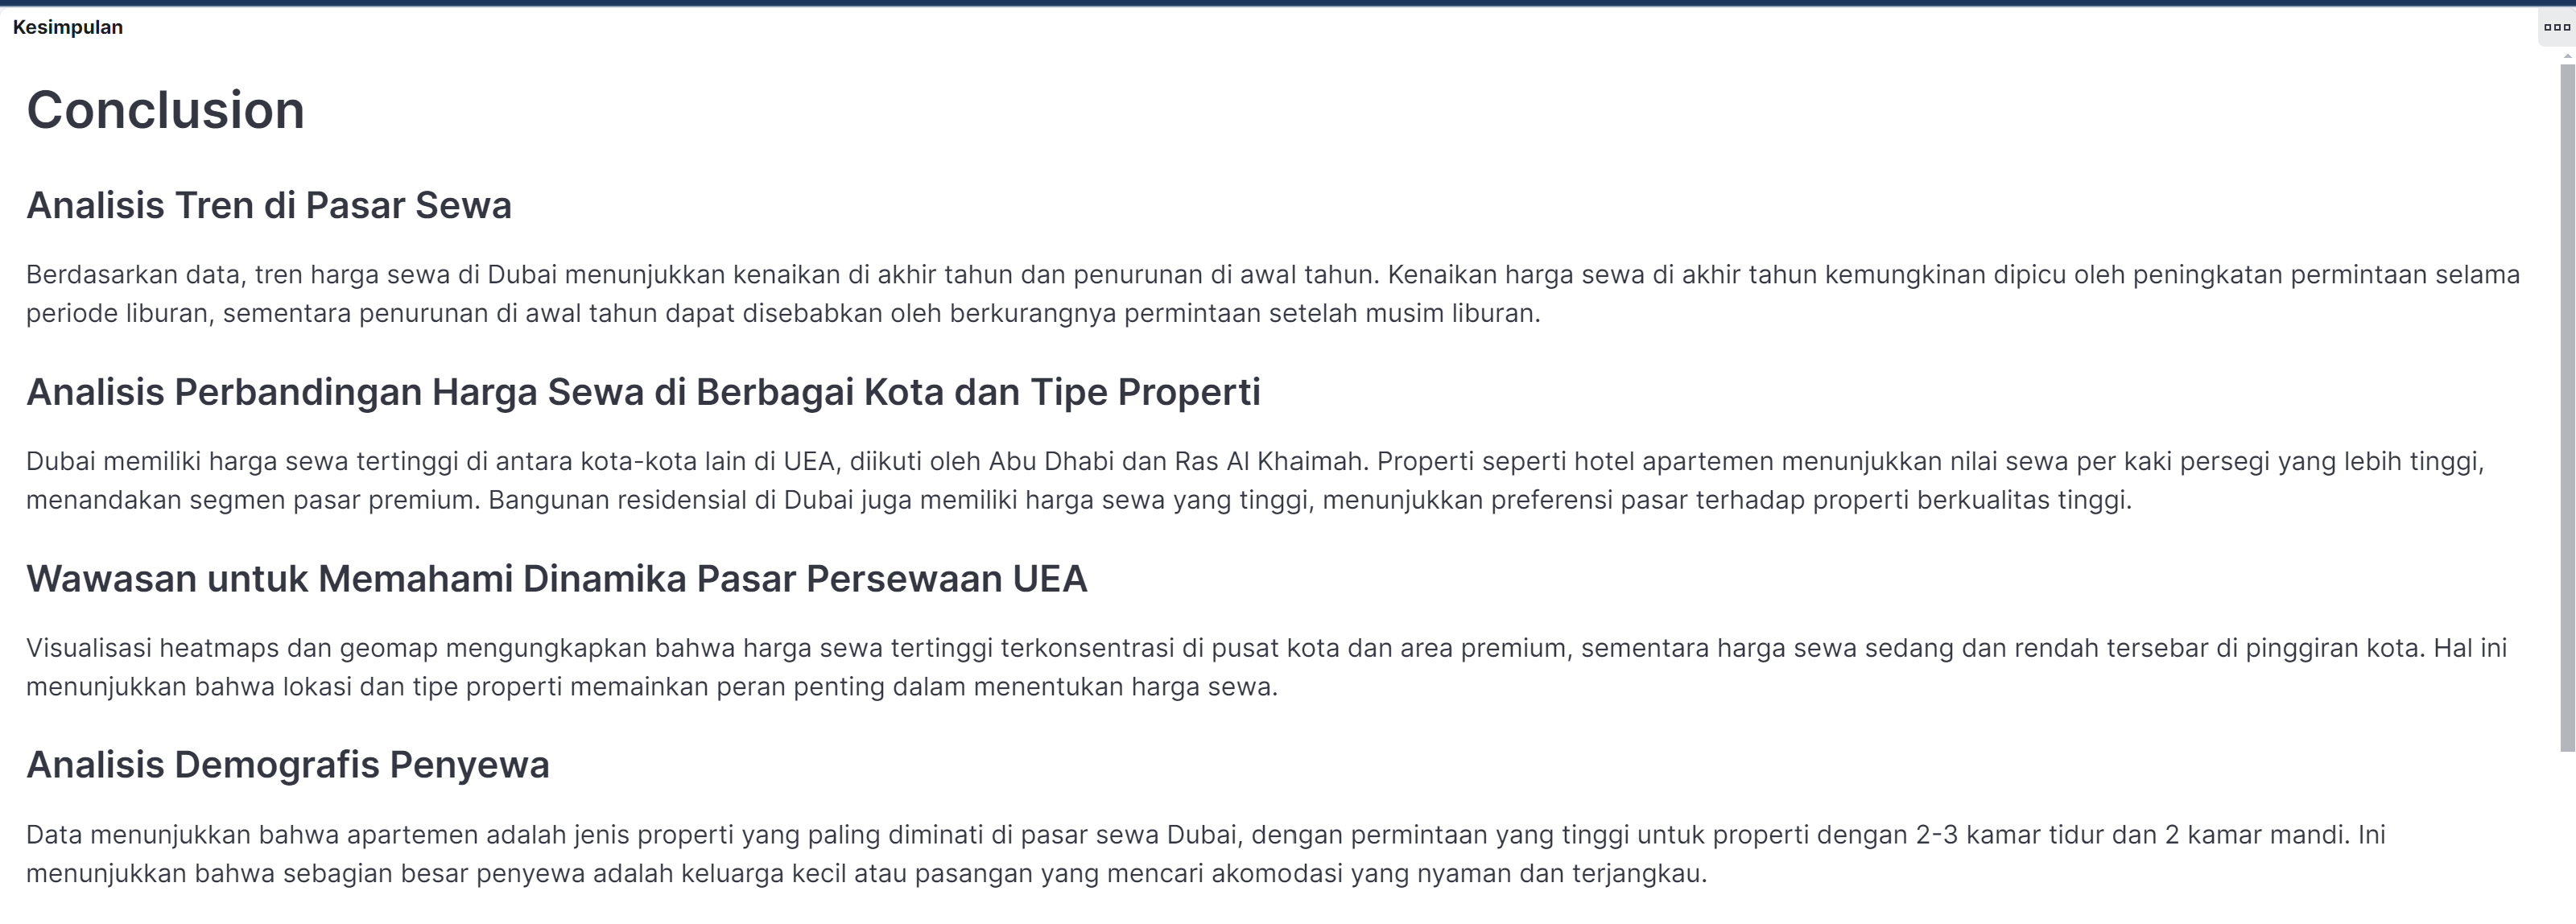 Kesimpulan
Conclusion
Analisis Tren di Pasar Sewa
Berdasarkan data, tren harga sewa di Dubai menunjukkan kenaikan di akhir tahun dan penurunan di awal tahun. Kenaikan harga sewa di akhir tahun kemungkinan dipicu oleh peningkatan permintaan selama
periode liburan, sementara penurunan di awal tahun dapat disebabkan oleh berkurangnya permintaan setelah musim liburan.
Analisis Perbandingan Harga Sewa di Berbagai Kota dan Tipe Properti
Dubai memiliki harga sewa tertinggi di antara kota-kota lain di UEA, diikuti oleh Abu Dhabi dan Ras Al Khaimah. Properti seperti hotel apartemen menunjukkan nilai sewa per kaki persegi yang lebih tinggi,
menandakan segmen pasar premium. Bangunan residensial di Dubai juga memiliki harga sewa yang tinggi, menunjukkan preferensi pasar terhadap properti berkualitas tinggi.
Wawasan untuk Memahami Dinamika Pasar Persewaan UEA
Visualisasi heatmaps dan geomap mengungkapkan bahwa harga sewa tertinggi terkonsentrasi di pusat kota dan area premium, sementara harga sewa sedang dan rendah tersebar di pinggiran kota. Hal ini
menunjukkan bahwa lokasi dan tipe properti memainkan peran penting dalam menentukan harga sewa.
Analisis Demografis Penyewa
Data menunjukkan bahwa apartemen adalah jenis properti yang paling diminati di pasar sewa Dubai, dengan permintaan yang tinggi untuk properti dengan 2-3 kamar tidur dan 2 kamar mandi. Ini
menunjukkan bahwa sebagian besar penyewa adalah keluarga kecil atau pasangan yang mencari akomodasi yang nyaman dan terjangkau.